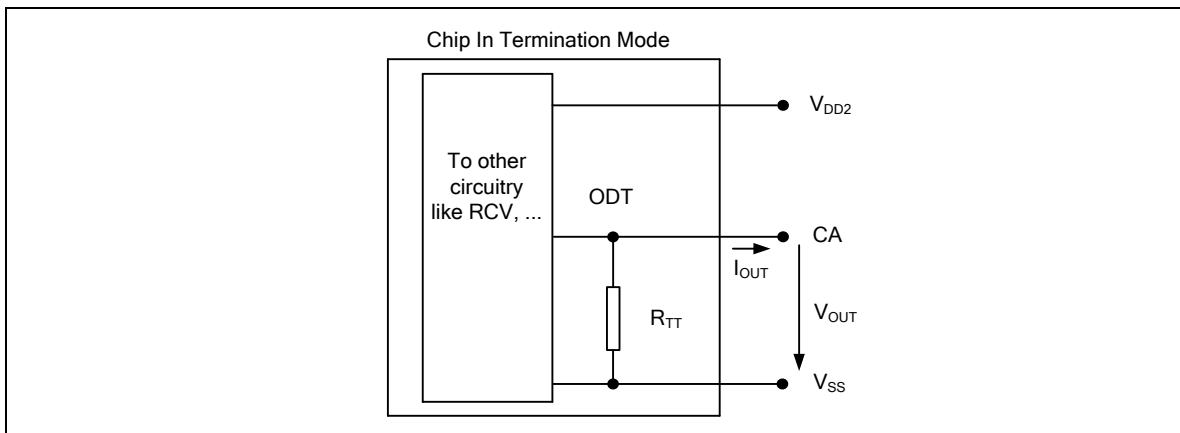 Chip In Termination Mode
V_DD2
To other
circuitry
like RCV, ...
ODT
CA
I_OUT
R_TT
V_OUT
V_SS